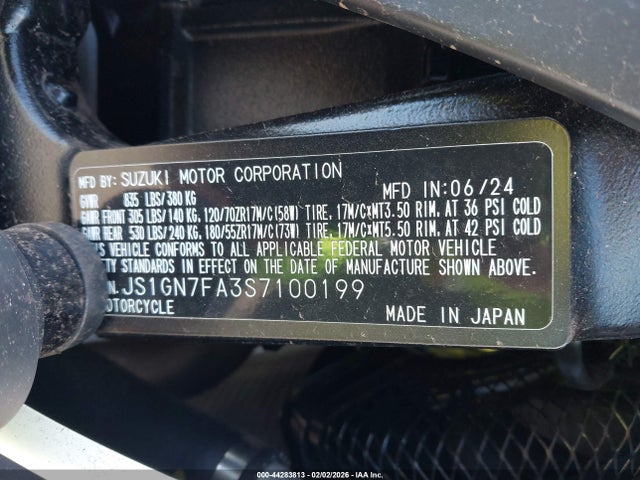 MFD BY: SUZUKI MOTOR CORPORATION
GVWR 835 LBS/380 KG MFD IN: 06/24
GAWR FRONT 305 LBS/140 KG, 120/70ZR17M/C(58W) TIRE, 17M/C×MT3.50 RIM, AT 36 PSI COLD
GAWR REAR 530 LBS/240 KG, 180/55ZR17M/C(73W) TIRE, 17M/C×MT5.50 RIM, AT 42 PSI COLD
S VEHICLE CONFORMS TO ALL APPLICABLE FEDERAL MOTOR VEHICLE
TY STANDARDS IN EFFECT ON THE DATE OF MANUFACTURE SHOWN ABOVE.
N. JS1GN7FA3S7100199
OTORCYCLE MADE IN JAPAN
000-44283813 - 02/02/2026 - IAA Inc.